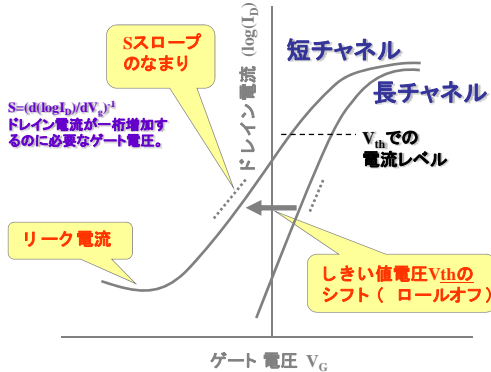 Sスロープ
のなまり
短チャネル
長チャネル
S=(d(logID)/dVg)-1
ドレイン電流が一桁増加す
るのに必要なゲート電圧。
ドレイン電流 (log(ID)
Vthでの
電流レベル
リーク電流
しきい値電圧Vthの
シフト（ ロールオフ）
ゲート 電圧 VG